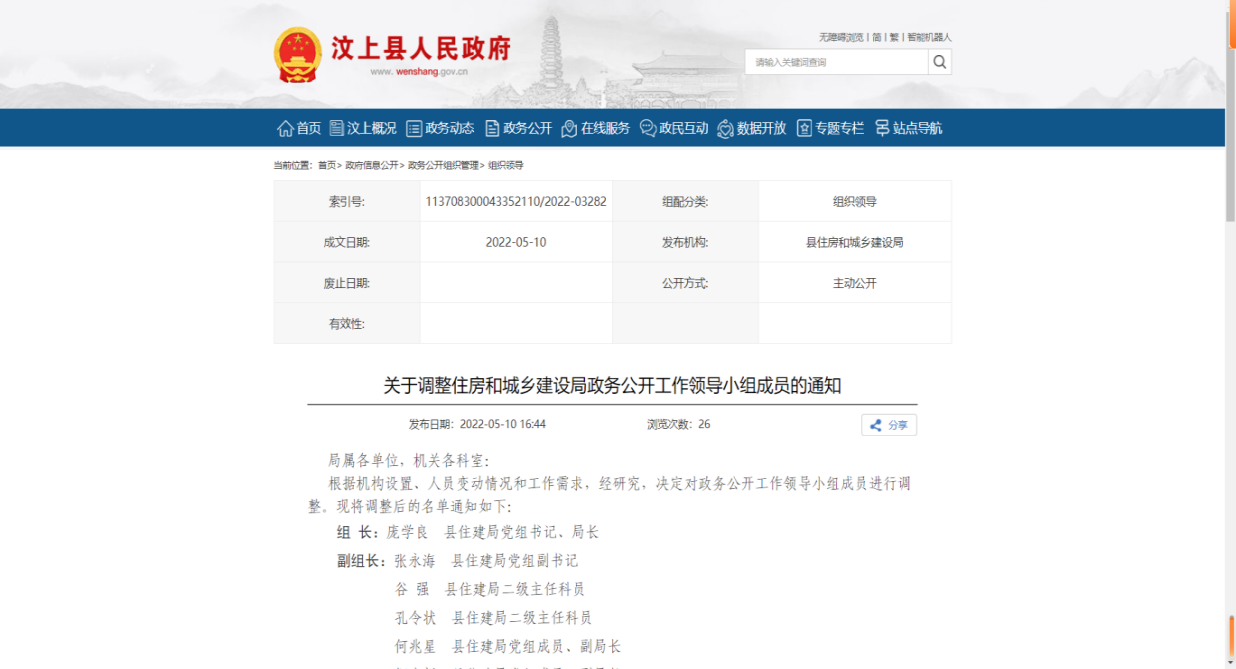 无障碍浏览 | 简 | 繁 | 智能机器人
汶上县人民政府
www.wenshang.gov.cn
请输入关键词查询
首页 汶上概况 政务动态 政务公开 在线服务 政民互动 数据开放 专题专栏 站点导航
当前位置：首页> 政府信息公开> 政务公开组织管理> 组织领导
索引号: 113708300043352110/2022-03282 组配分类: 组织领导
成文日期: 2022-05-10 发布机构: 县住房和城乡建设局
废止日期: 公开方式: 主动公开
有效性:
关于调整住房和城乡建设局政务公开工作领导小组成员的通知
发布日期：2022-05-10 16:44 浏览次数：26 分享
局属各单位，机关各科室：
根据机构设置、人员变动情况和工作需求，经研究，决定对政务公开工作领导小组成员进行调
整。现将调整后的名单通知如下：
组 长：庞学良 县住建局党组书记、局长
副组长：张永海 县住建局党组副书记
谷 强 县住建局二级主任科员
孔令状 县住建局二级主任科员
何兆星 县住建局党组成员、副局长